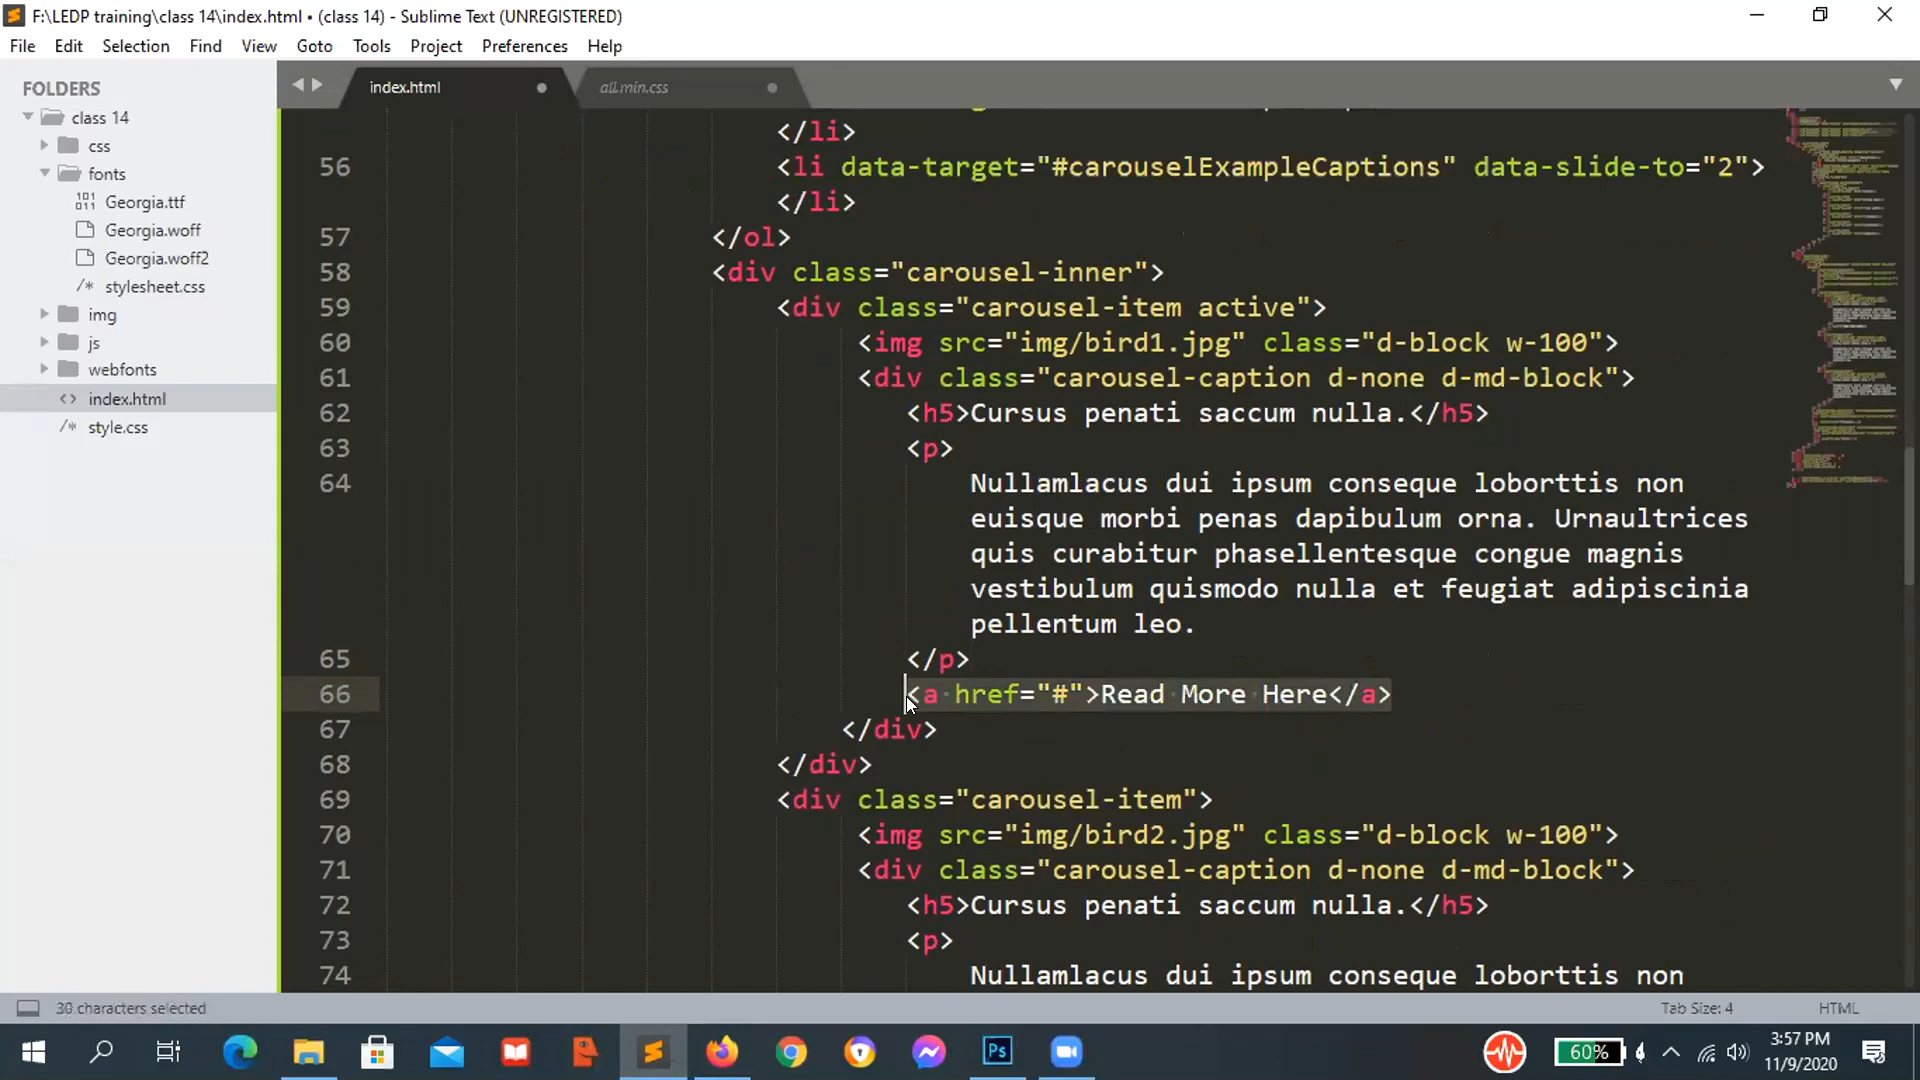 F:\LEDP training\class 14\index.html • (class 14) - Sublime Text (UNREGISTERED)
File Edit Selection Find View Goto Tools Project Preferences Help
FOLDERS
class 14
css
fonts
Georgia.ttf
Georgia.woff
Georgia.woff2
/* stylesheet.css
img
js
webfonts
<> index.html
/* style.css
index.html
all.min.css
</li>
56 <li data-target="#carouselExampleCaptions" data-slide-to="2">
</li>
57 </ol>
58 <div class="carousel-inner">
59 <div class="carousel-item active">
60 <img src="img/bird1.jpg" class="d-block w-100">
61 <div class="carousel-caption d-none d-md-block">
62 <h5>Cursus penati saccum nulla.</h5>
63 <p>
64 Nullamlacus dui ipsum conseque loborttis non
euisque morbi penas dapibulum orna. Urnaultrices
quis curabitur phasellentesque congue magnis
vestibulum quismodo nulla et feugiat adipiscinia
pellentum leo.
65 </p>
66 <a href="#">Read More Here</a>
67 </div>
68 </div>
69 <div class="carousel-item">
70 <img src="img/bird2.jpg" class="d-block w-100">
71 <div class="carousel-caption d-none d-md-block">
72 <h5>Cursus penati saccum nulla.</h5>
73 <p>
74 Nullamlacus dui ipsum conseque loborttis non
30 characters selected
Tab Size: 4
HTML
Ps
60%
3:57 PM
11/9/2020